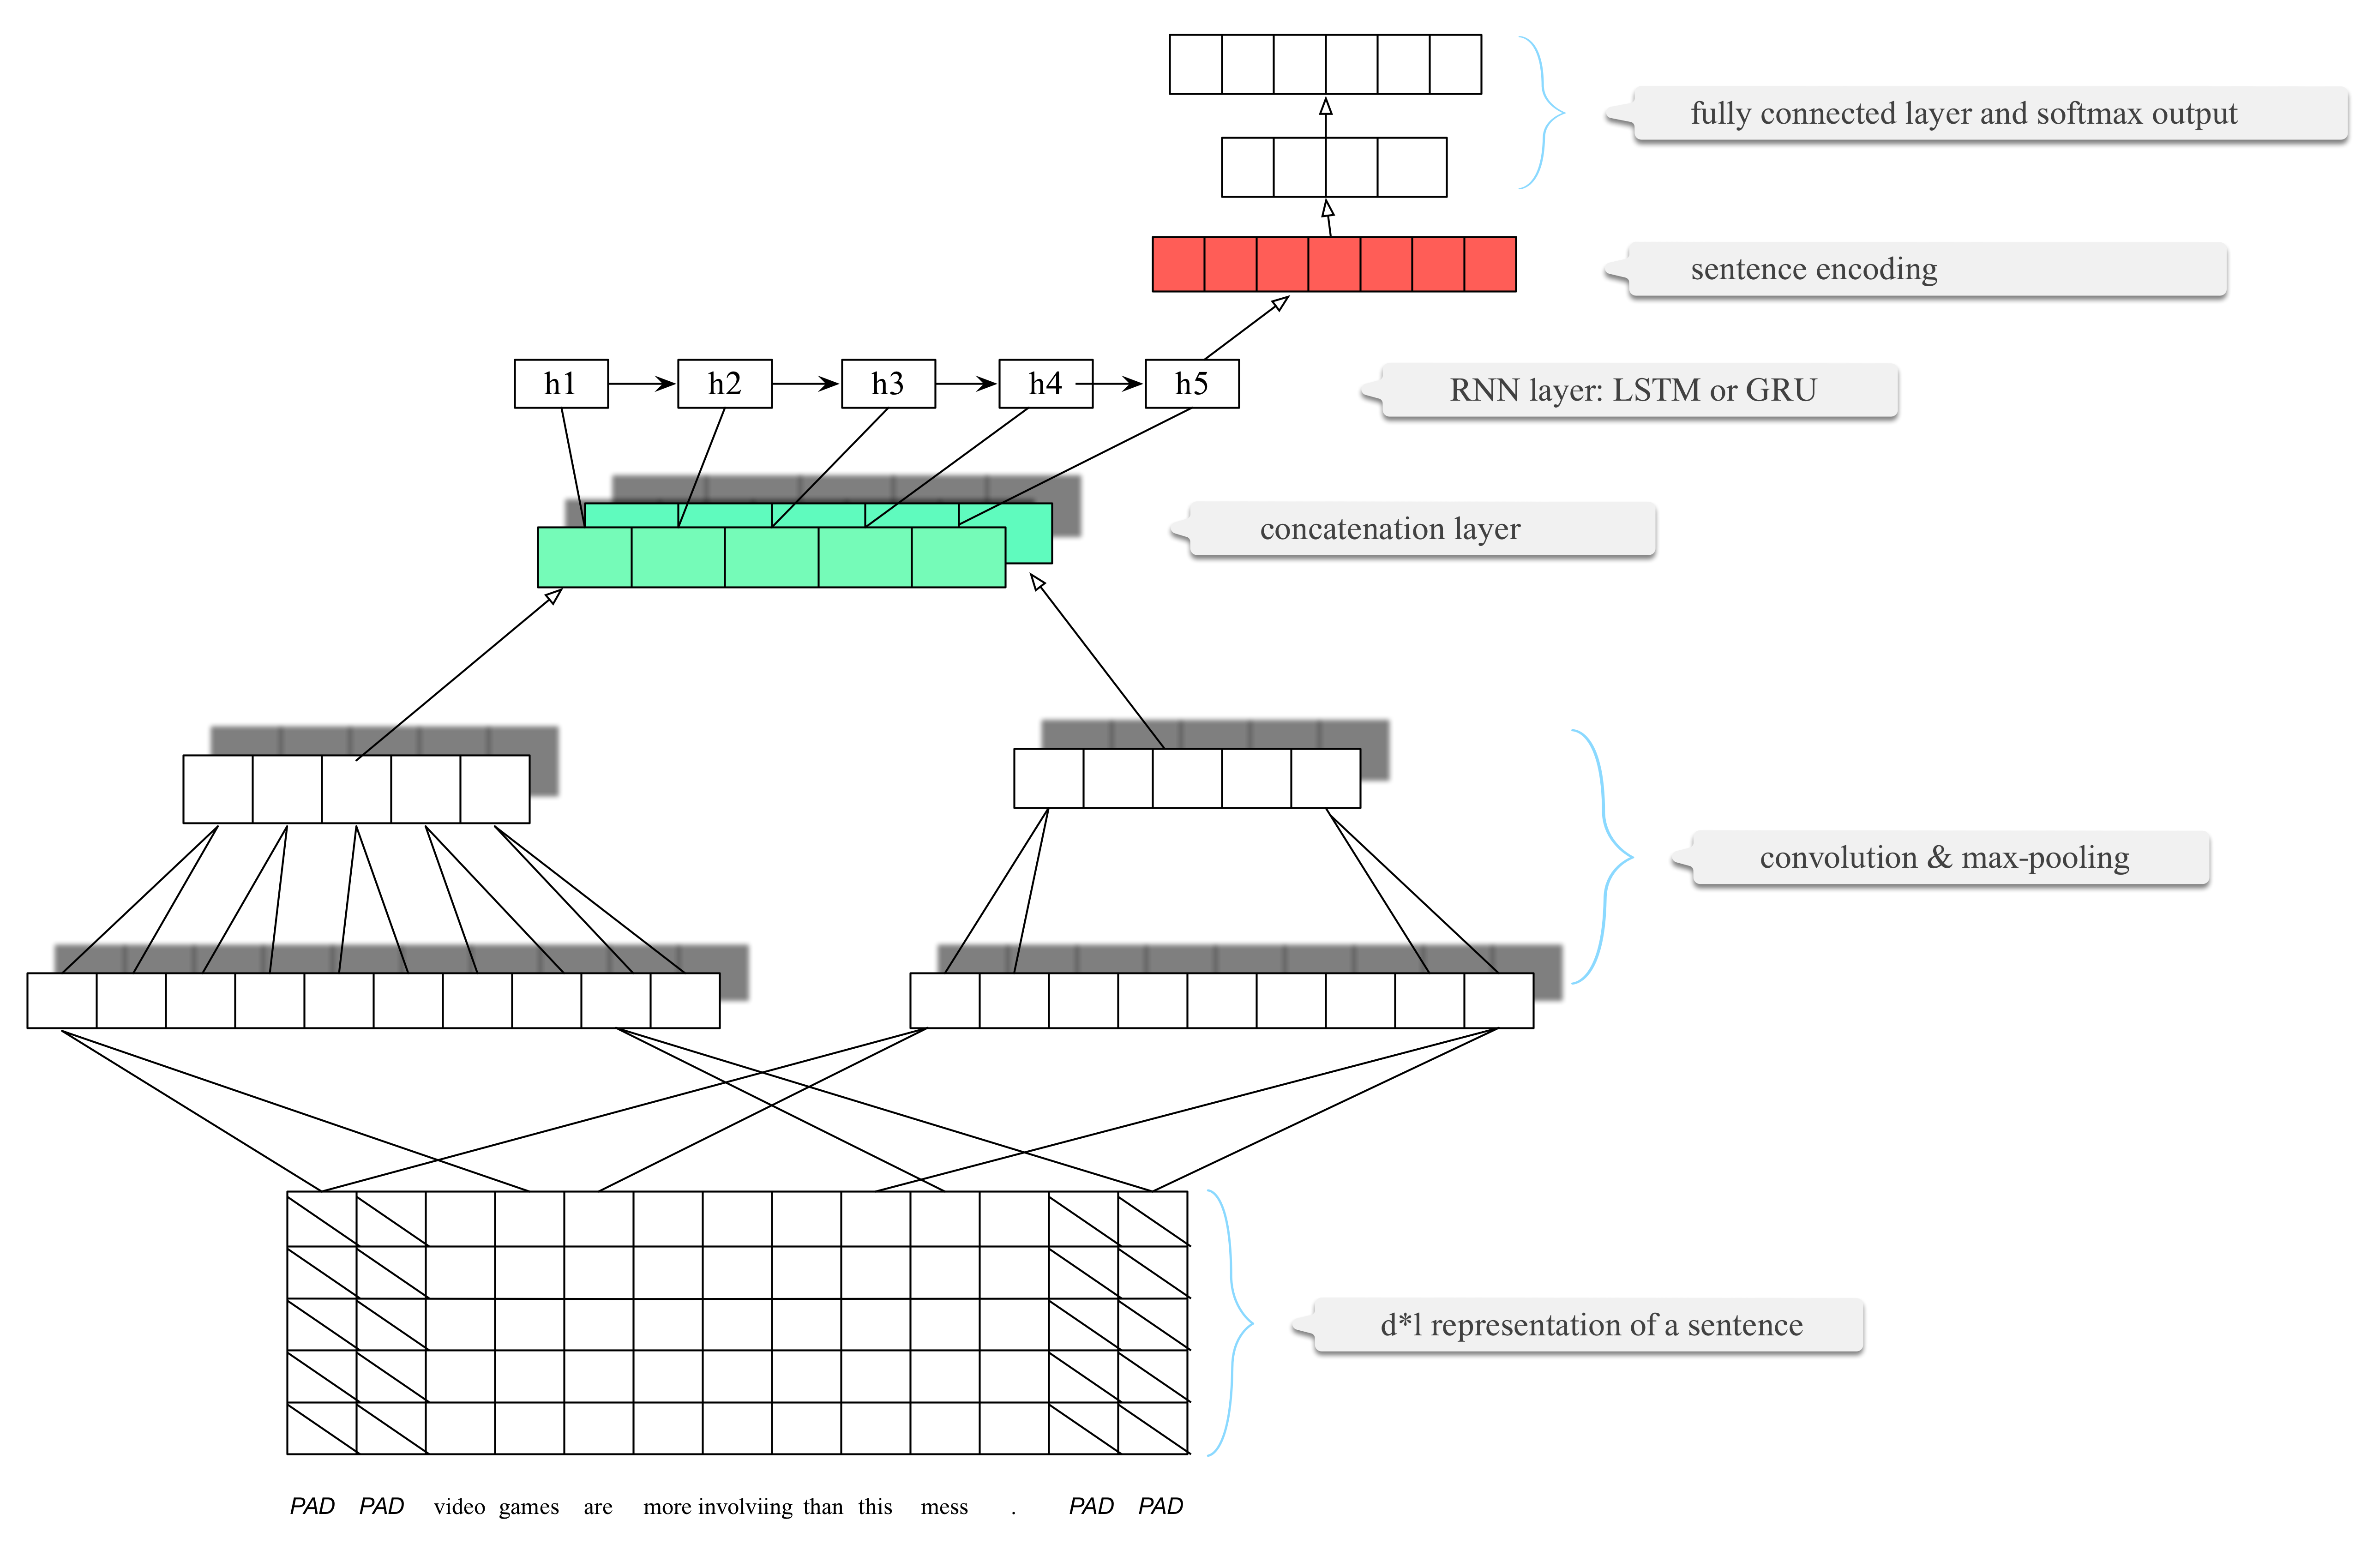 fully connected layer and softmax output
sentence encoding
h1 h2 h3 h4 h5
RNN layer: LSTM or GRU
concatenation layer
convolution & max-pooling
d*l representation of a sentence
PAD PAD video games are more involviing than this mess . PAD PAD